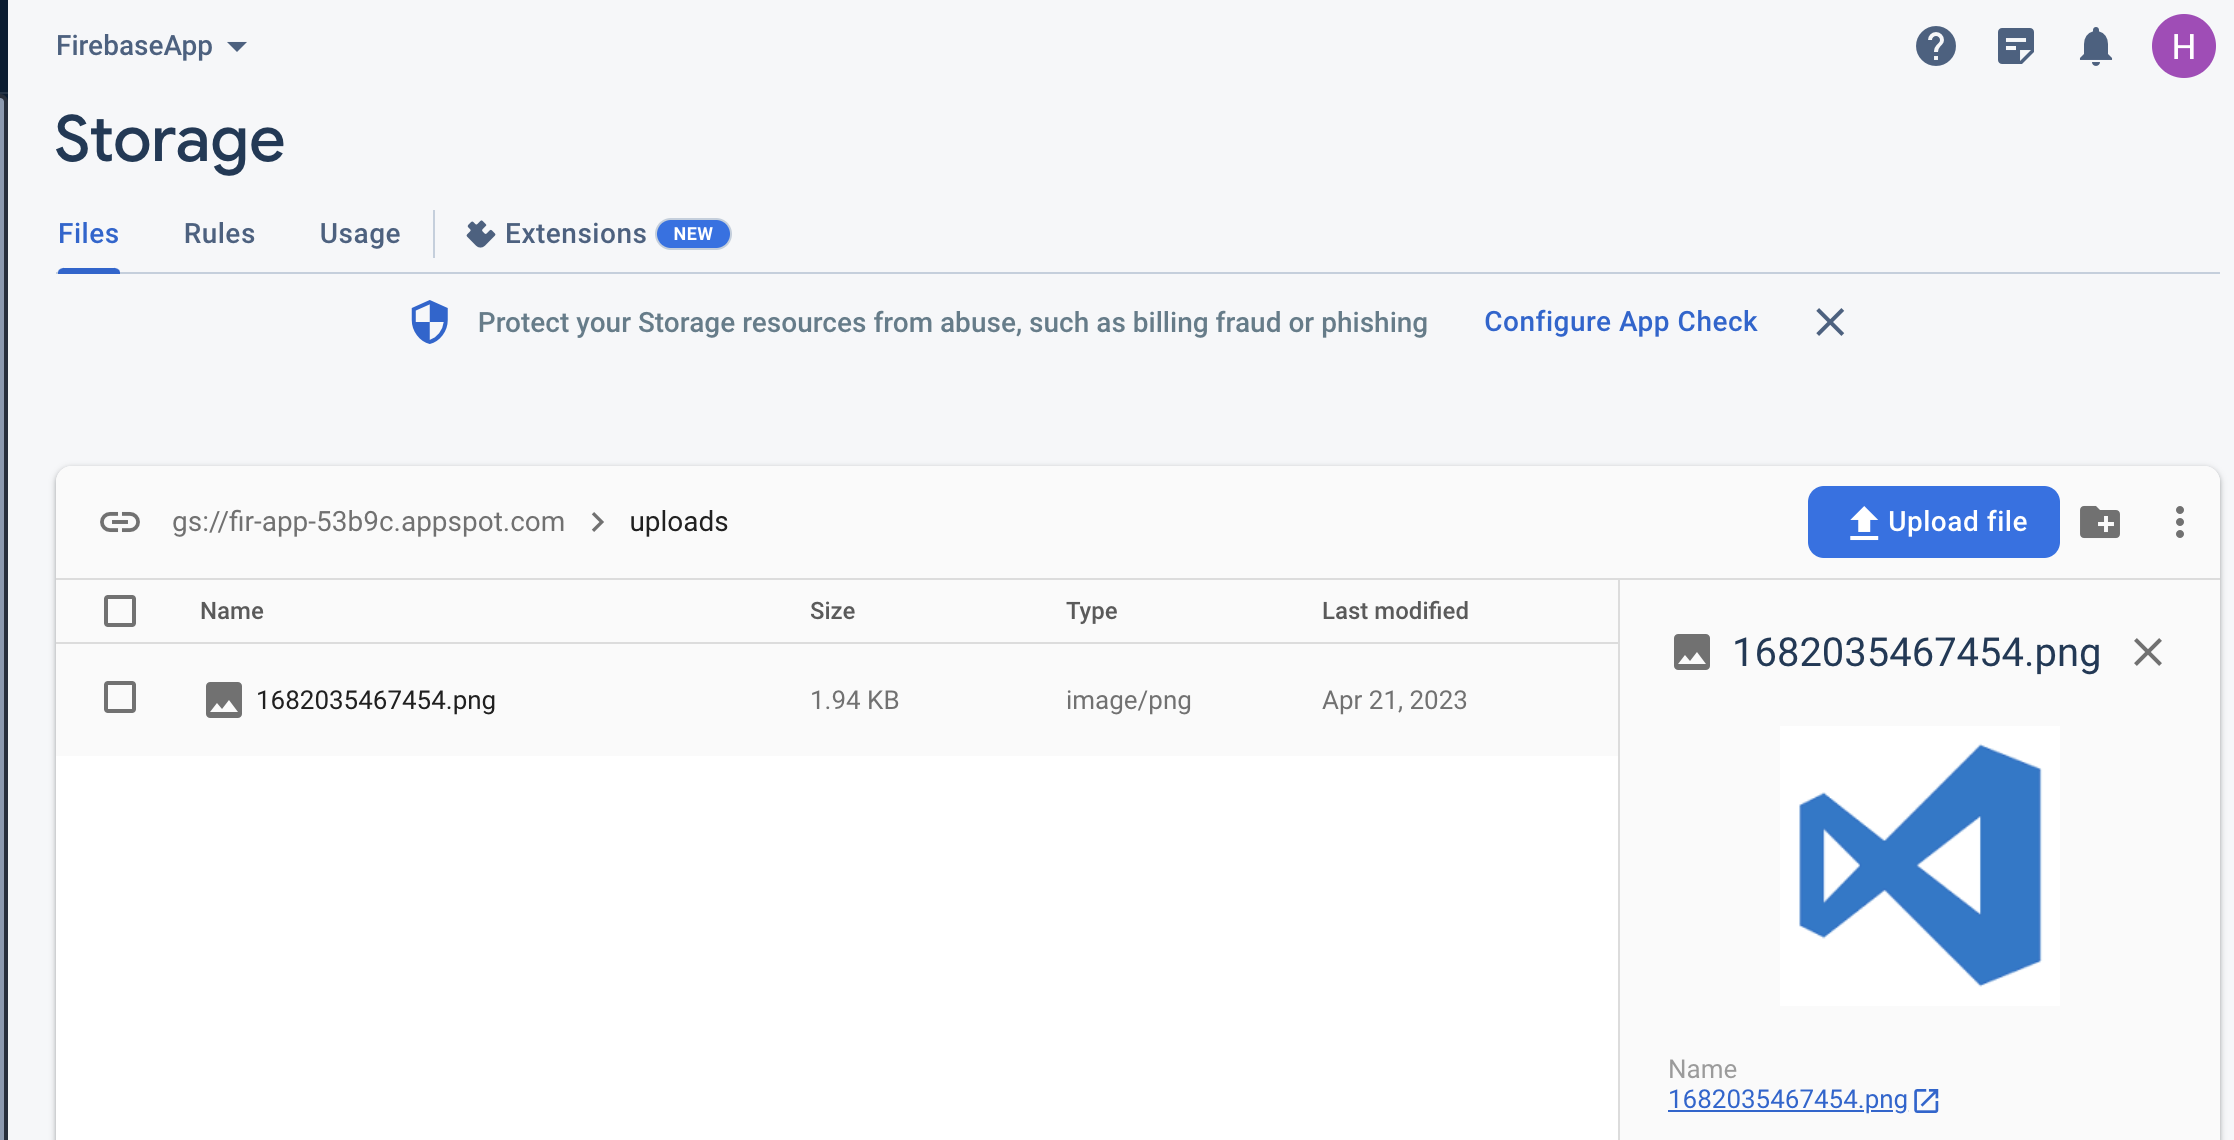 FirebaseApp
H
Storage
Files Rules Usage Extensions NEW
Protect your Storage resources from abuse, such as billing fraud or phishing Configure App Check
gs://fir-app-53b9c.appspot.com uploads Upload file
Name Size Type Last modified
1682035467454.png 1.94 KB image/png Apr 21, 2023
1682035467454.png
Name
1682035467454.png